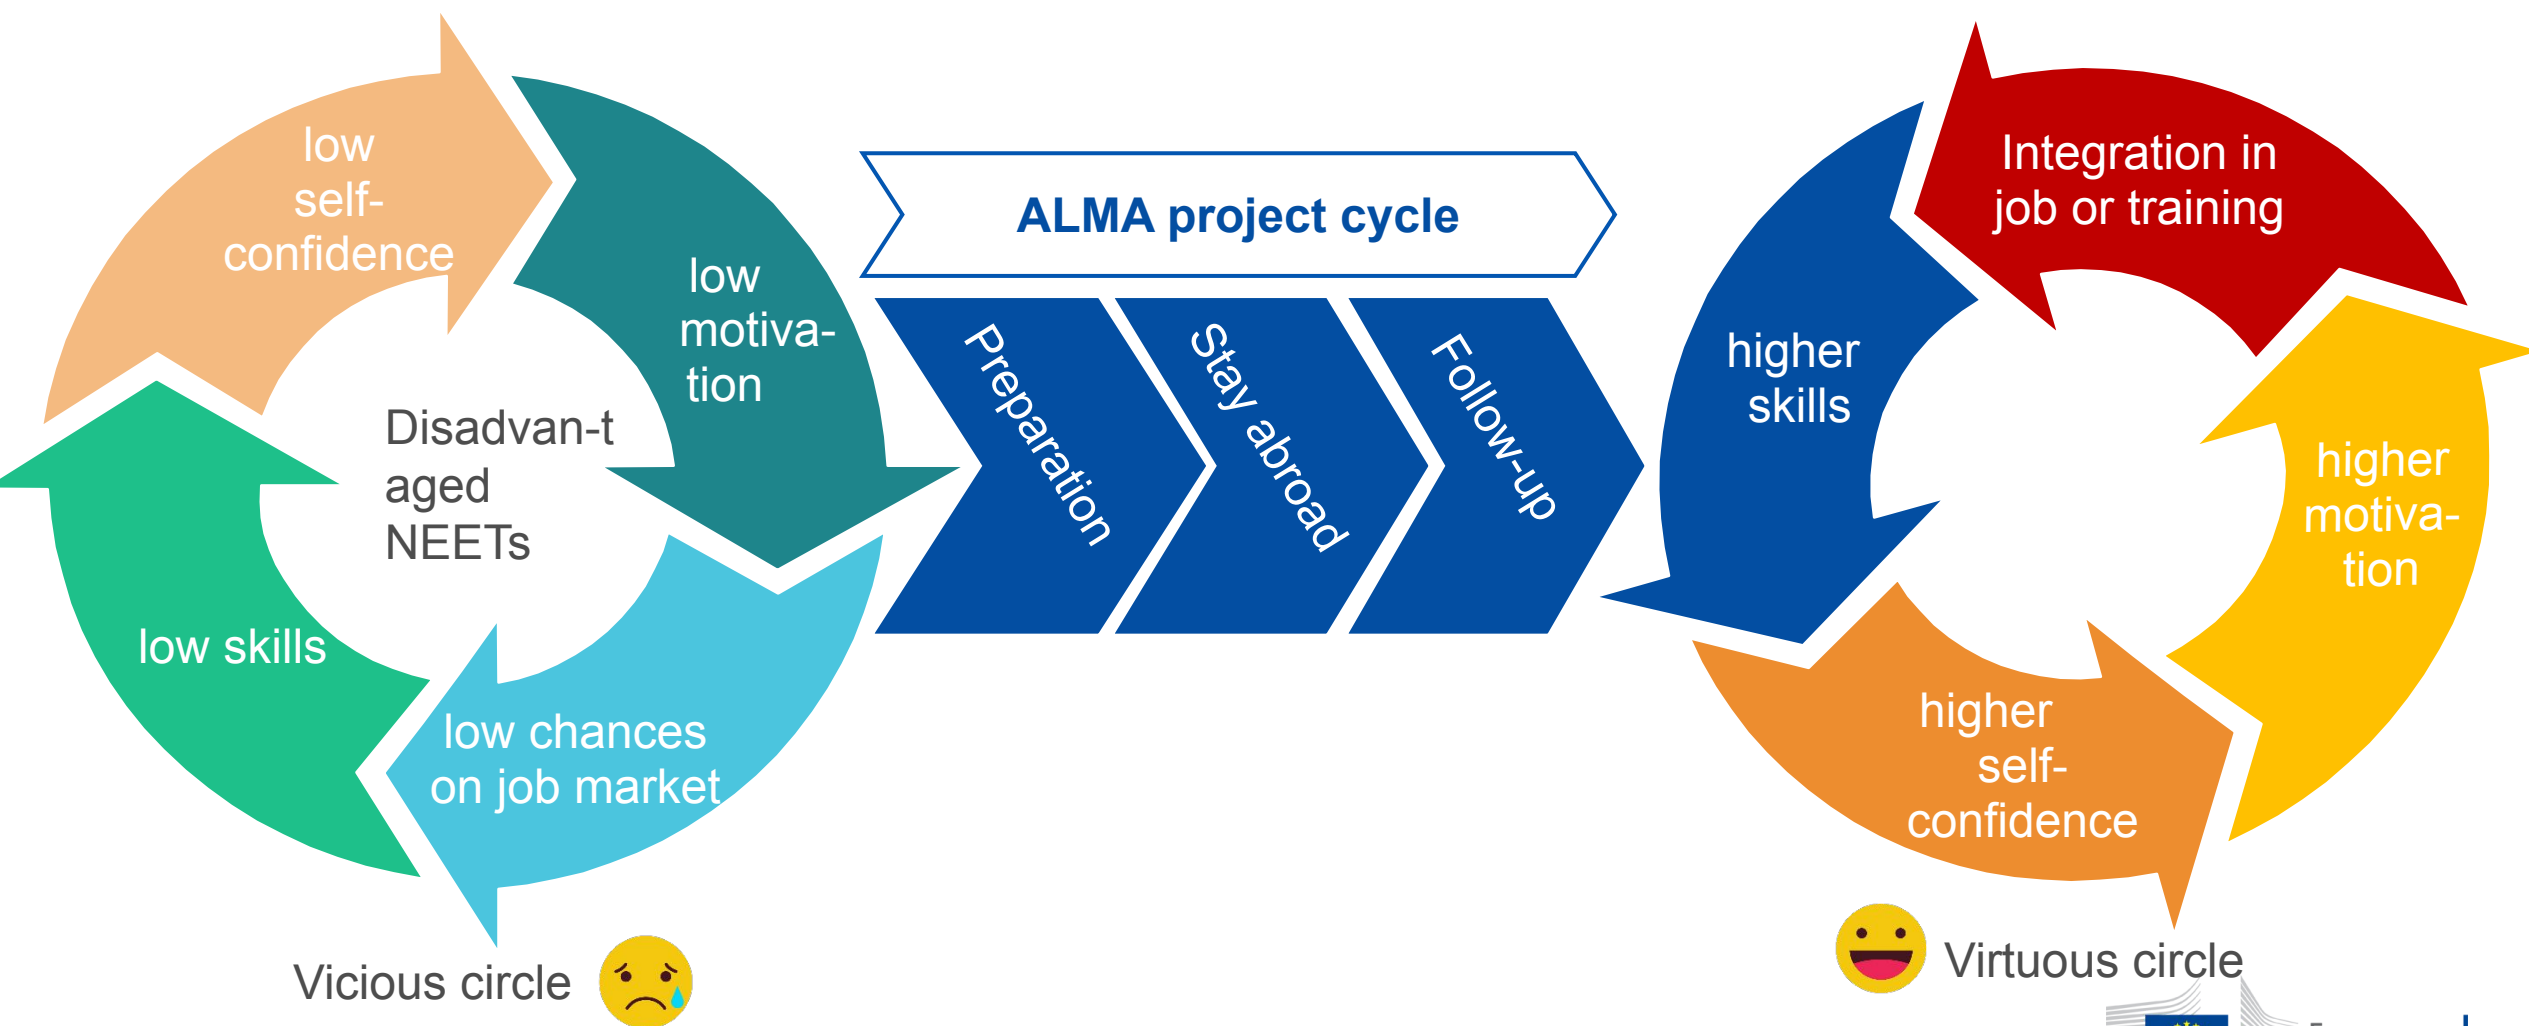 low
self-
confidence
low
motiva-
tion
Disadvan-t
aged
NEETs
low skills
low chances
on job market
Vicious circle
ALMA project cycle
Preparation
Stay abroad
Follow-up
Integration in
job or training
higher
skills
higher
motiva-
tion
higher
self-
confidence
Virtuous circle